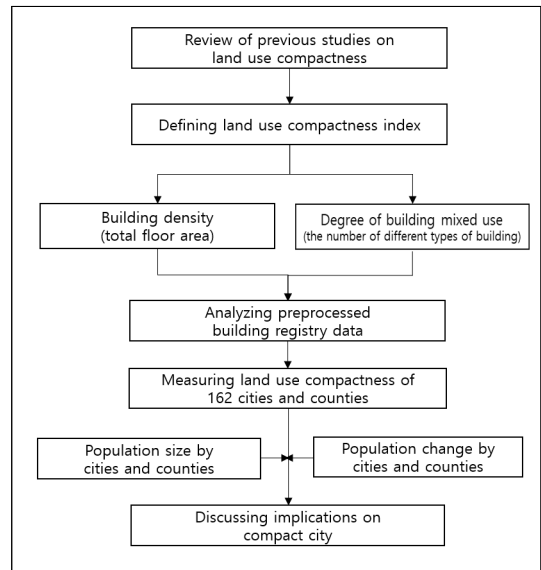 Review of previous studies on
land use compactness
Defining land use compactness index
Building density
(total floor area)
Degree of building mixed use
(the number of different types of building)
Analyzing preprocessed
building registry data
Measuring land use compactness of
162 cities and counties
Population size by
cities and counties
Population change by
cities and counties
Discussing implications on
compact city